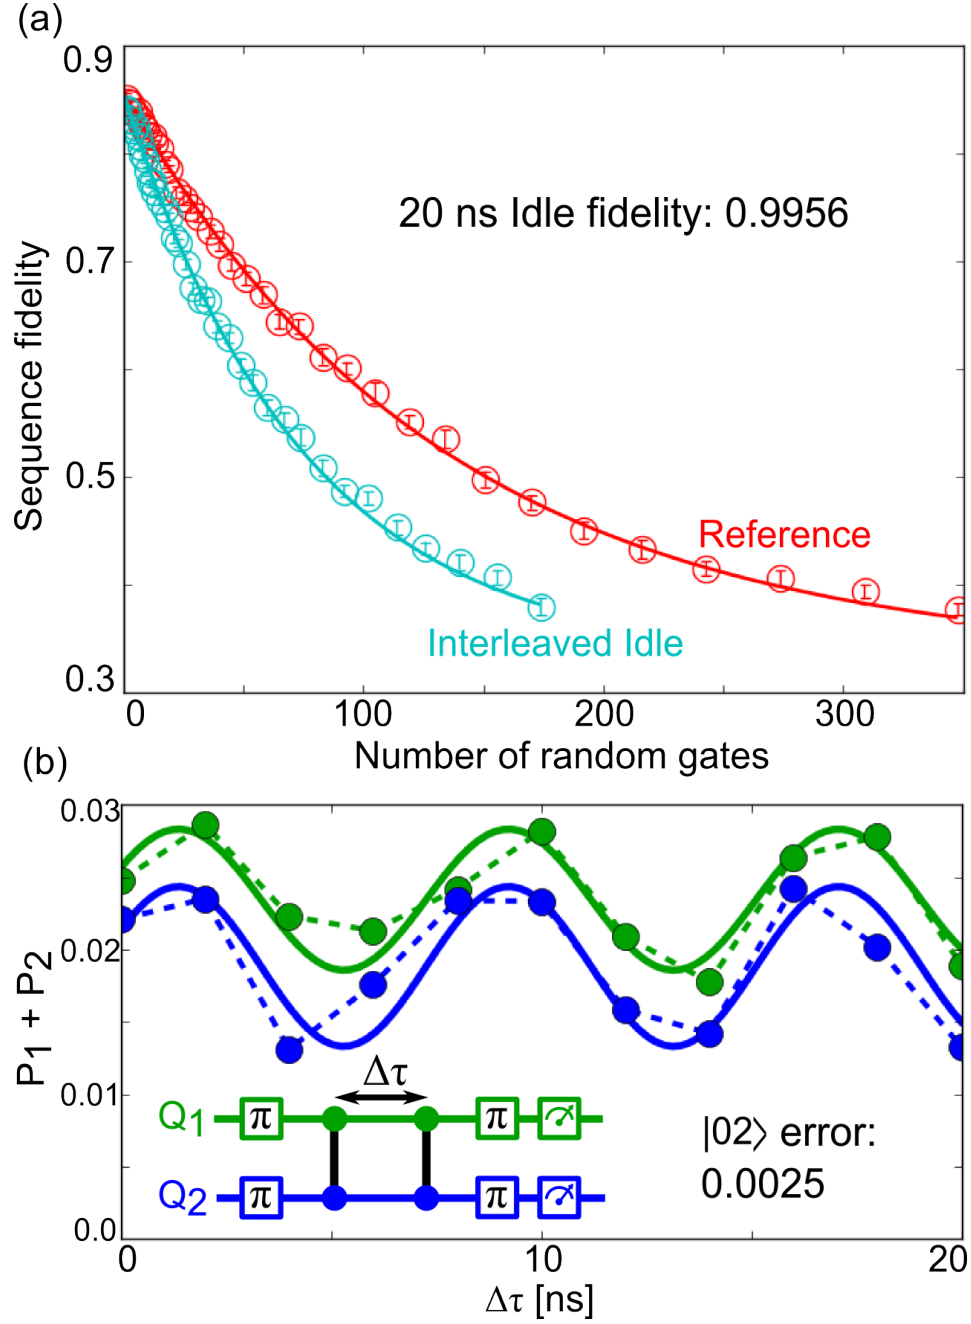 (a)
0.9
20 ns Idle fidelity: 0.9956
0.7
Sequence fidelity
0.5
Reference
Interleaved Idle
0.3
0 100 200 300
Number of random gates
(b)
0.03
0.02
P1 + P2
0.01
Δτ
Q1 π π
|02⟩ error:
0.0025
Q2 π π
0.0
0 10 20
Δτ [ns]